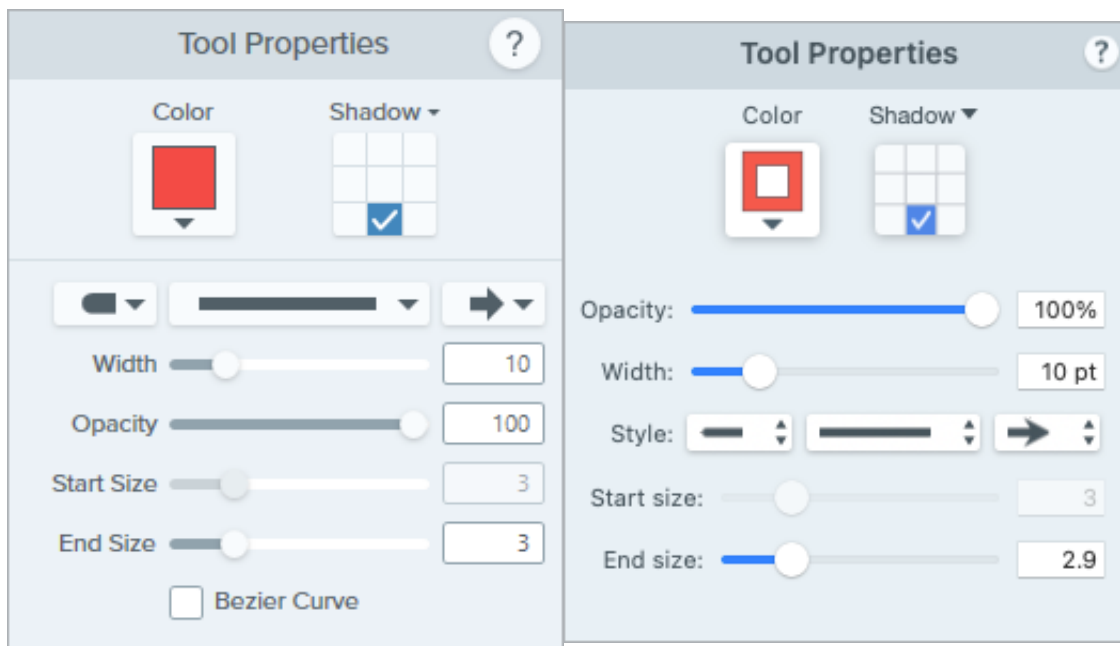 Tool Properties ?
Color Shadow
Width 10
Opacity 100
Start Size 3
End Size 3
Bezier Curve
Tool Properties ?
Color Shadow
Opacity: 100%
Width: 10 pt
Style:
Start size: 3
End size: 2.9